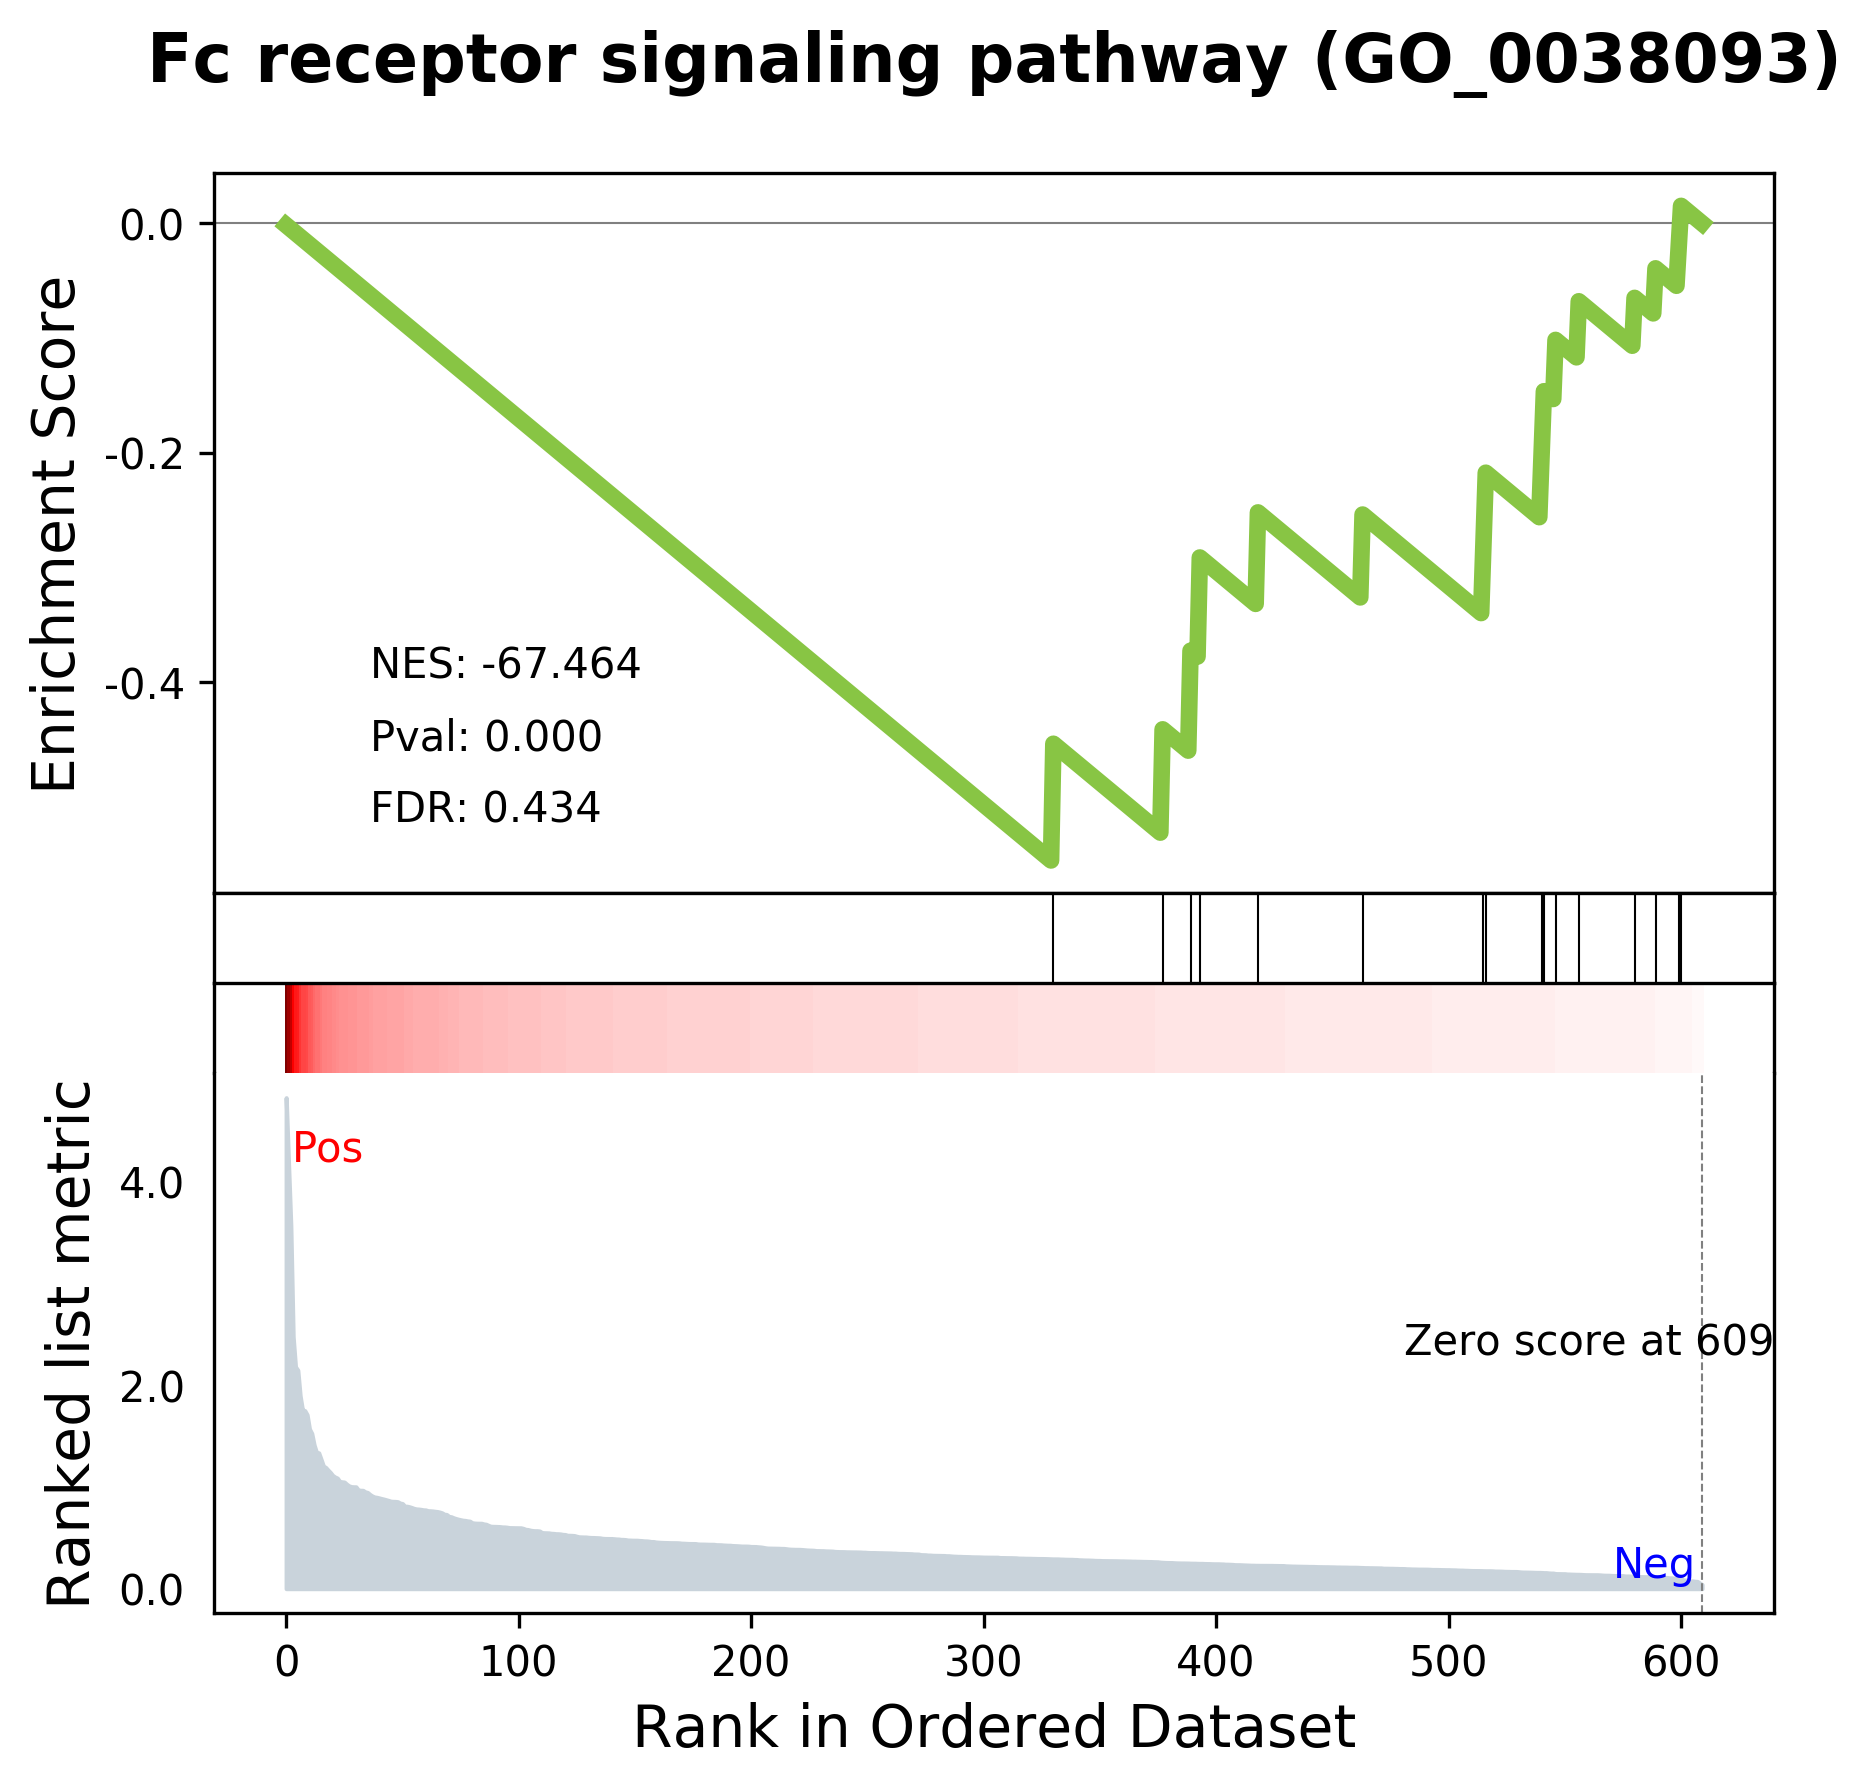 Fc receptor signaling pathway (GO_0038093)
Enrichment Score
0.0
-0.2
-0.4
NES: -67.464
Pval: 0.000
FDR: 0.434
Ranked list metric
Pos
4.0
2.0
0.0
Zero score at 609
Neg
0 100 200 300 400 500 600
Rank in Ordered Dataset